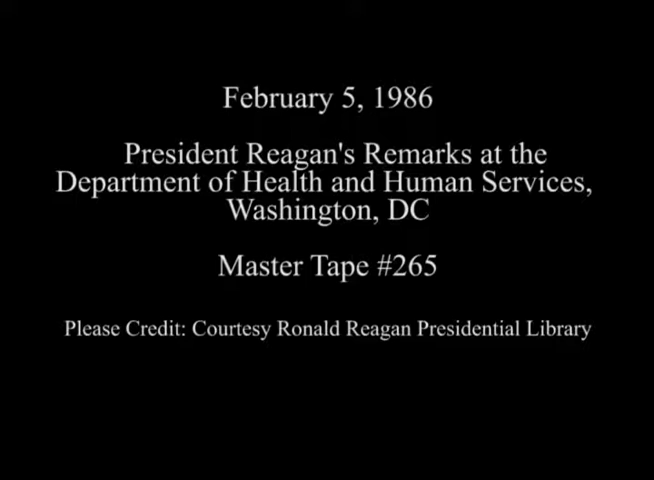 February 5, 1986
President Reagan's Remarks at the
Department of Health and Human Services,
Washington, DC
Master Tape #265
Please Credit: Courtesy Ronald Reagan Presidential Library